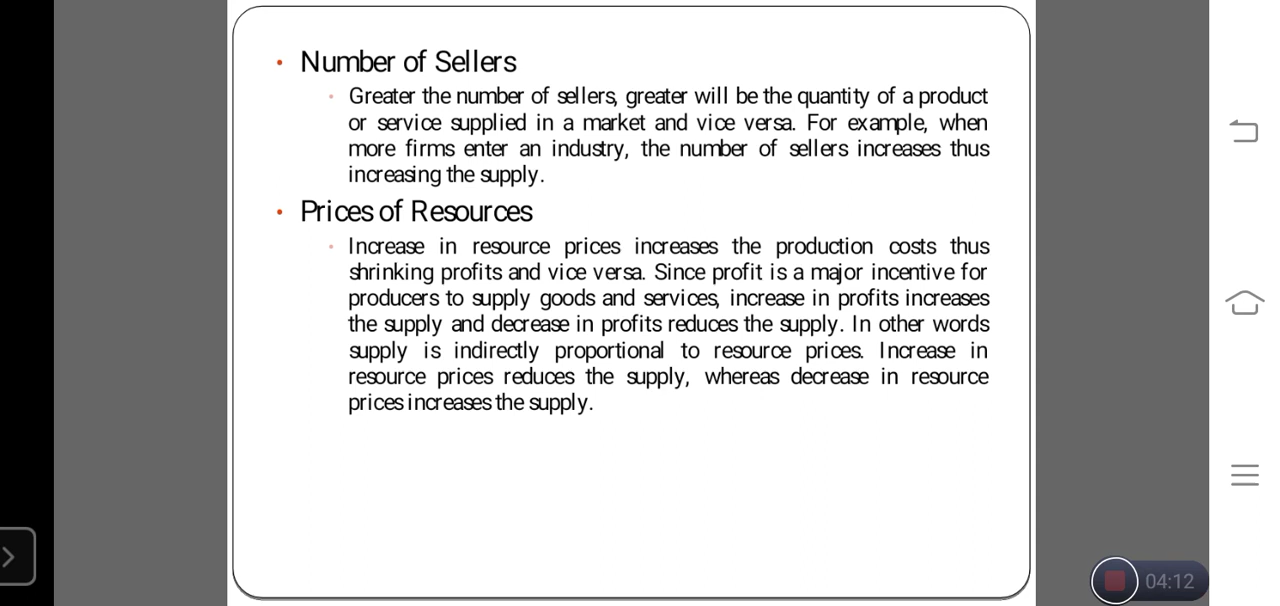 • Number of Sellers
• Greater the number of sellers, greater will be the quantity of a product
or service supplied in a market and vice versa. For example, when
more firms enter an industry, the number of sellers increases thus
increasing the supply.
• Prices of Resources
• Increase in resource prices increases the production costs thus
shrinking profits and vice versa. Since profit is a major incentive for
producers to supply goods and services, increase in profits increases
the supply and decrease in profits reduces the supply. In other words
supply is indirectly proportional to resource prices. Increase in
resource prices reduces the supply, whereas decrease in resource
prices increases the supply.
04:12